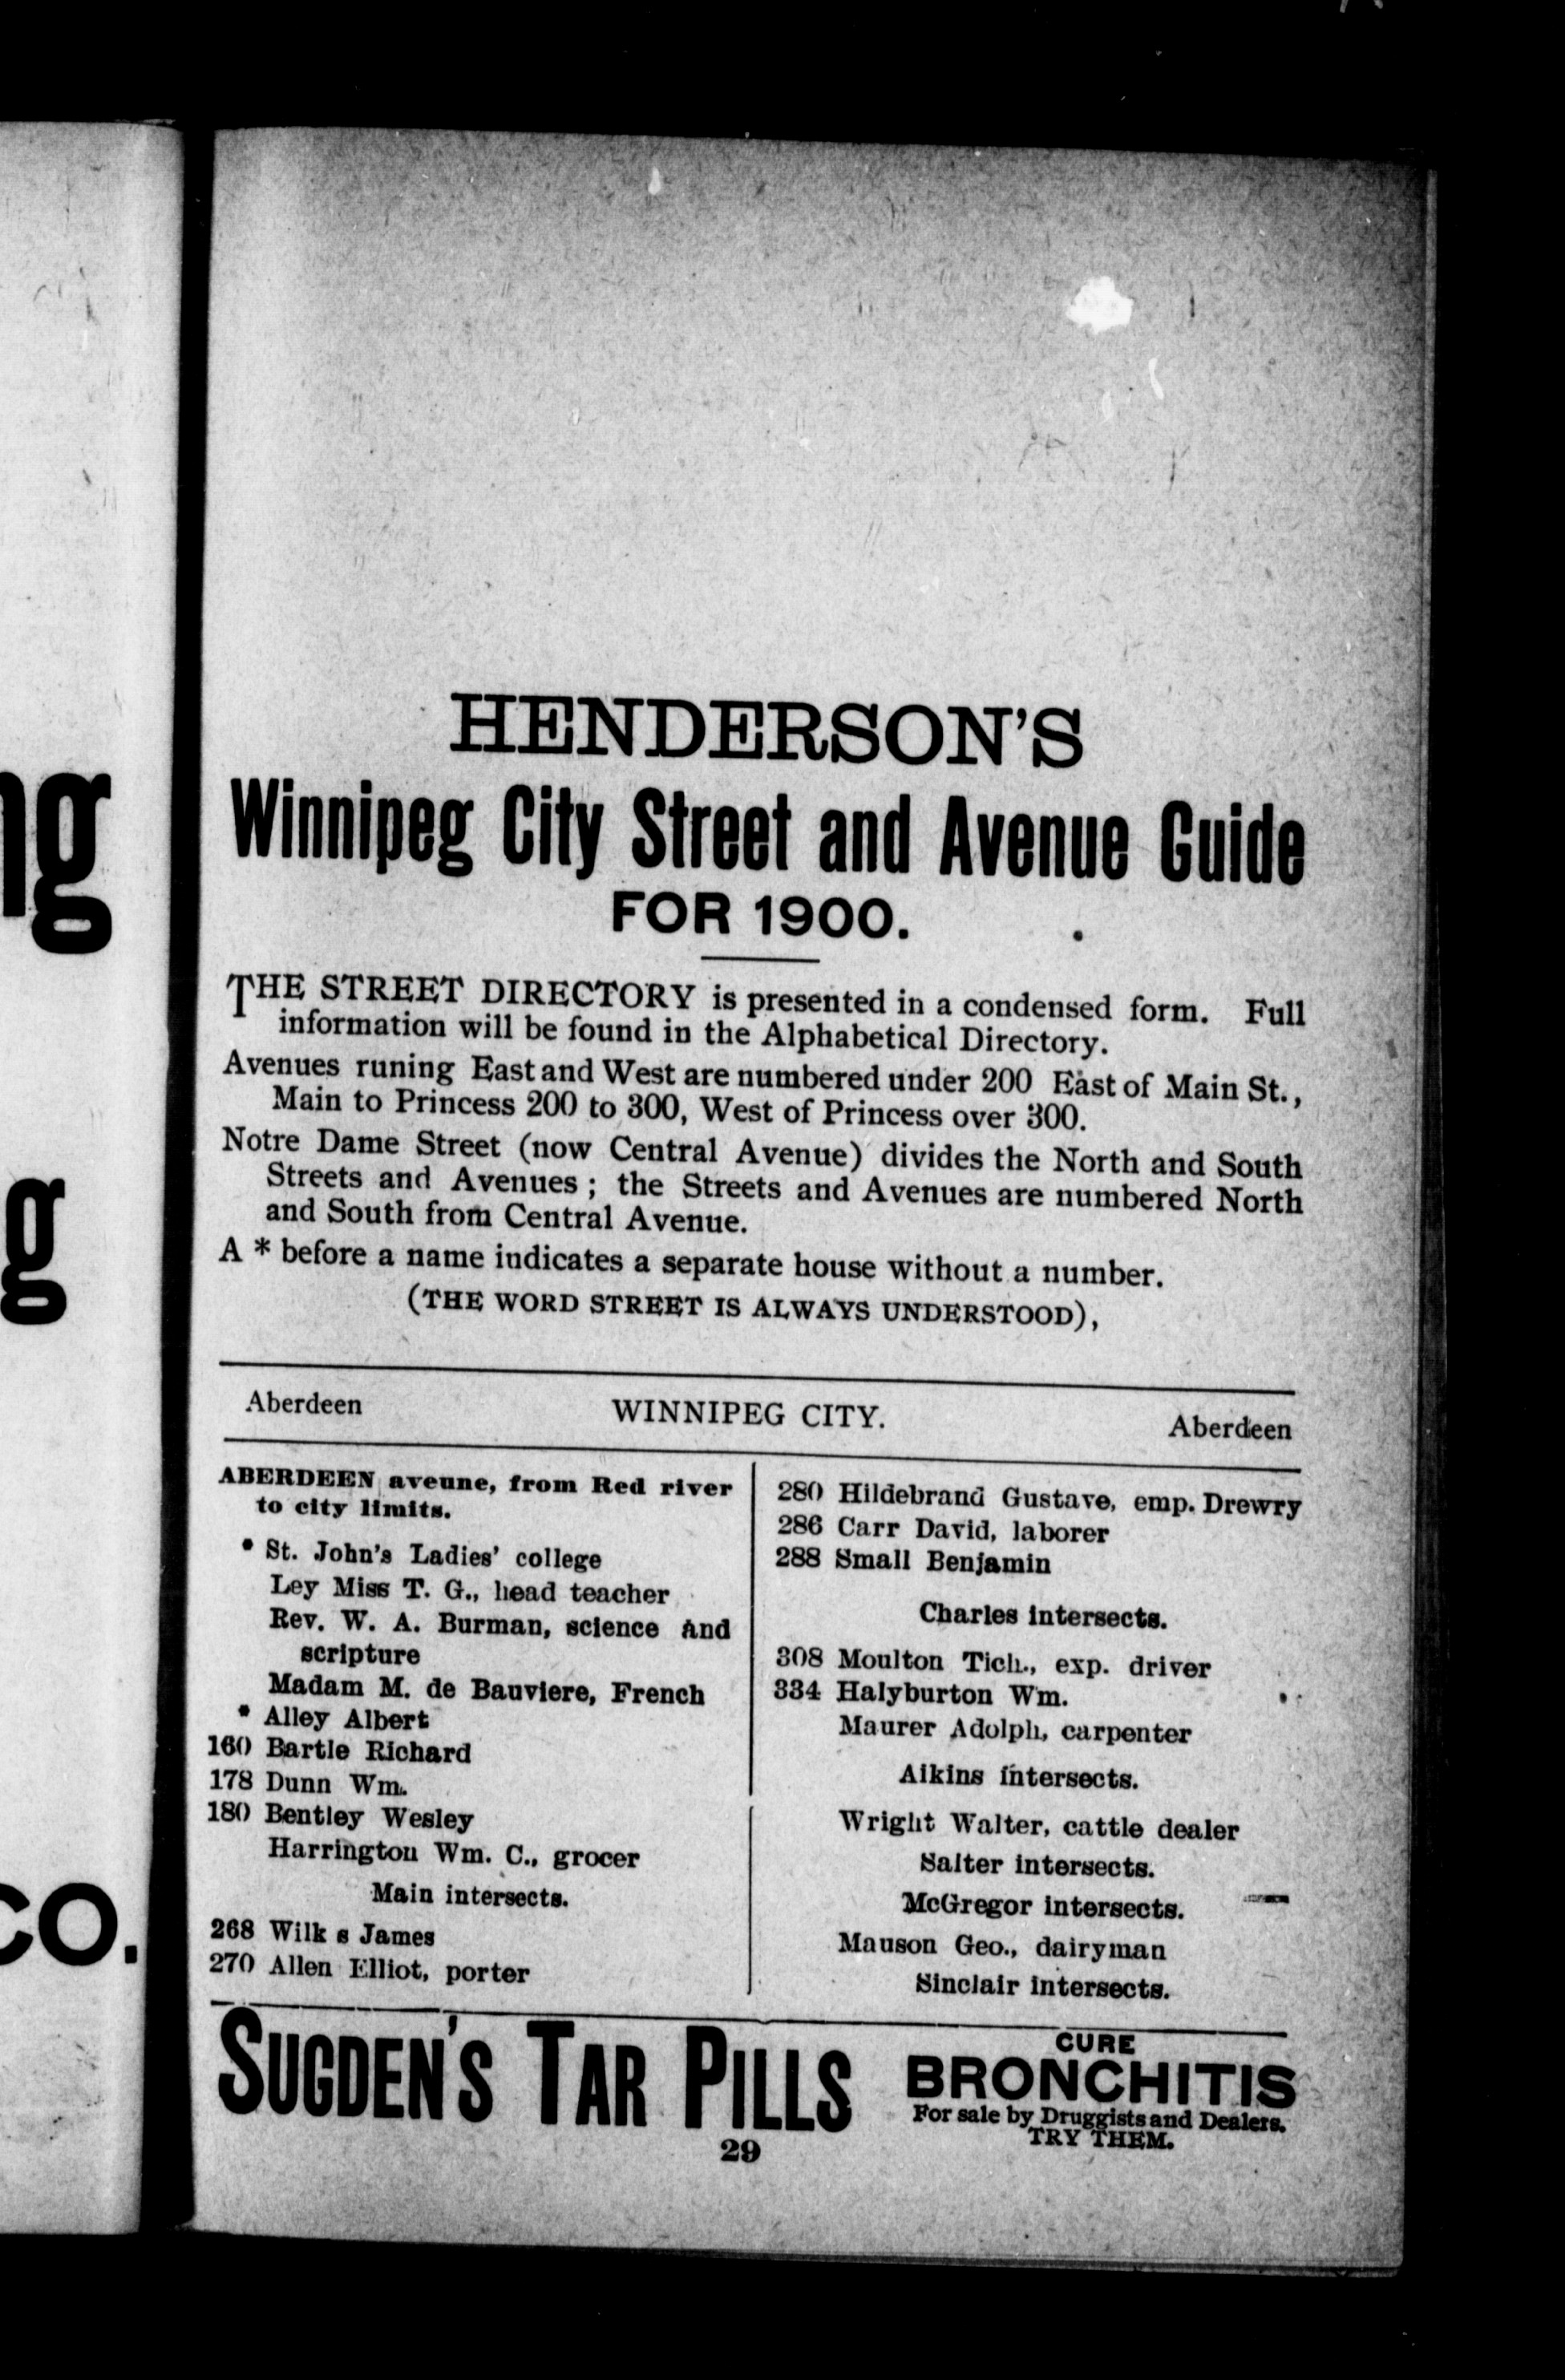 HENDERSON'S
Winnipeg City Street and Avenue Guide
FOR 1900.
THE STREET DIRECTORY is presented in a condensed form. Full
information will be found in the Alphabetical Directory.
Avenues runing East and West are numbered under 200 East of Main St.,
Main to Princess 200 to 300, West of Princess over 300.
Notre Dame Street (now Central Avenue) divides the North and South
Streets and Avenues; the Streets and Avenues are numbered North
and South from Central Avenue.
A * before a name indicates a separate house without a number.
(THE WORD STREET IS ALWAYS UNDERSTOOD),
Aberdeen WINNIPEG CITY. Aberdeen
ABERDEEN aveune, from Red river
to city limits.
* St. John's Ladies' college
Ley Miss T. G., head teacher
Rev. W. A. Burman, science and
scripture
Madam M. de Bauviere, French
* Alley Albert
160 Bartle Richard
178 Dunn Wm.
180 Bentley Wesley
Harrington Wm. C., grocer
Main intersects.
268 Wilk s James
270 Allen Elliot, porter
280 Hildebrand Gustave, emp. Drewry
286 Carr David, laborer
288 Small Benjamin
Charles intersects.
308 Moulton Tich., exp. driver
334 Halyburton Wm.
Maurer Adolph, carpenter
Aikins intersects.
Wright Walter, cattle dealer
Salter intersects.
McGregor intersects.
Mauson Geo., dairyman
Sinclair intersects.
SUGDEN'S TAR PILLS
CURE
BRONCHITIS
For sale by Druggists and Dealers.
TRY THEM.
29
ng
g
CO.